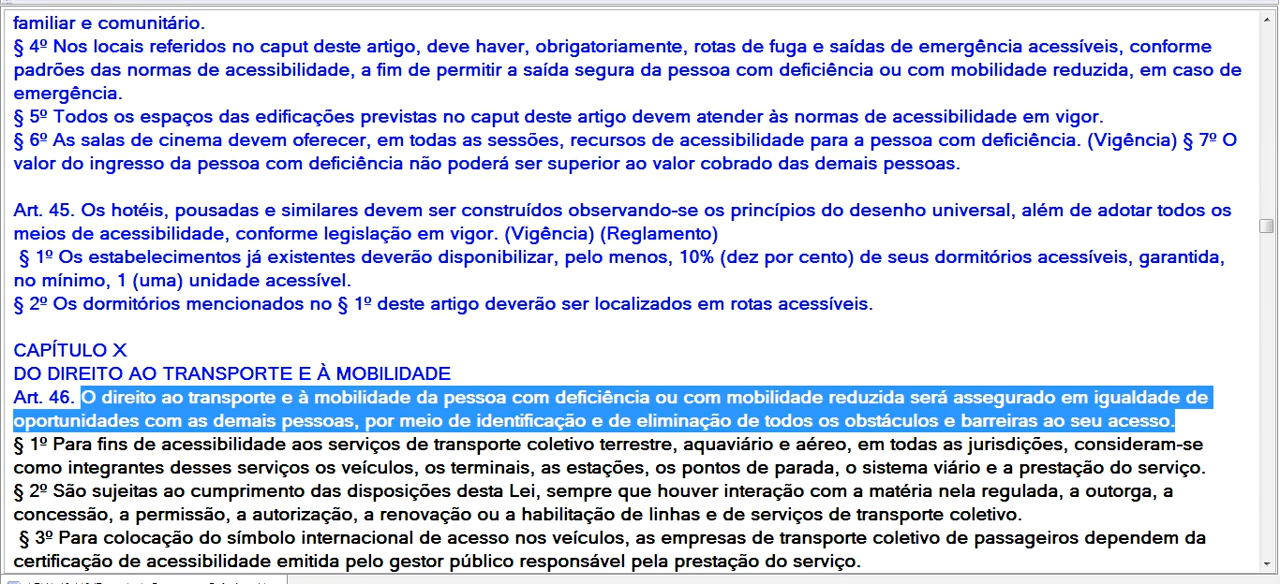 familiar e comunitário.
§ 4º Nos locais referidos no caput deste artigo, deve haver, obrigatoriamente, rotas de fuga e saídas de emergência acessíveis, conforme
padrões das normas de acessibilidade, a fim de permitir a saída segura da pessoa com deficiência ou com mobilidade reduzida, em caso de
emergência.
§ 5º Todos os espaços das edificações previstas no caput deste artigo devem atender às normas de acessibilidade em vigor.
§ 6º As salas de cinema devem oferecer, em todas as sessões, recursos de acessibilidade para a pessoa com deficiência. (Vigência) § 7º O
valor do ingresso da pessoa com deficiência não poderá ser superior ao valor cobrado das demais pessoas.
Art. 45. Os hotéis, pousadas e similares devem ser construídos observando-se os princípios do desenho universal, além de adotar todos os
meios de acessibilidade, conforme legislação em vigor. (Vigência) (Reglamento)
§ 1º Os estabelecimentos já existentes deverão disponibilizar, pelo menos, 10% (dez por cento) de seus dormitórios acessíveis, garantida,
no mínimo, 1 (uma) unidade acessível.
§ 2º Os dormitórios mencionados no § 1º deste artigo deverão ser localizados em rotas acessíveis.
CAPÍTULO X
DO DIREITO AO TRANSPORTE E À MOBILIDADE
Art. 46. O direito ao transporte e à mobilidade da pessoa com deficiência ou com mobilidade reduzida será assegurado em igualdade de
oportunidades com as demais pessoas, por meio de identificação e de eliminação de todos os obstáculos e barreiras ao seu acesso.
§ 1º Para fins de acessibilidade aos serviços de transporte coletivo terrestre, aquaviário e aéreo, em todas as jurisdições, consideram-se
como integrantes desses serviços os veículos, os terminais, as estações, os pontos de parada, o sistema viário e a prestação do serviço.
§ 2º São sujeitas ao cumprimento das disposições desta Lei, sempre que houver interação com a matéria nela regulada, a outorga, a
concessão, a permissão, a autorização, a renovação ou a habilitação de linhas e de serviços de transporte coletivo.
§ 3º Para colocação do símbolo internacional de acesso nos veículos, as empresas de transporte coletivo de passageiros dependem da
certificação de acessibilidade emitida pelo gestor público responsável pela prestação do serviço.